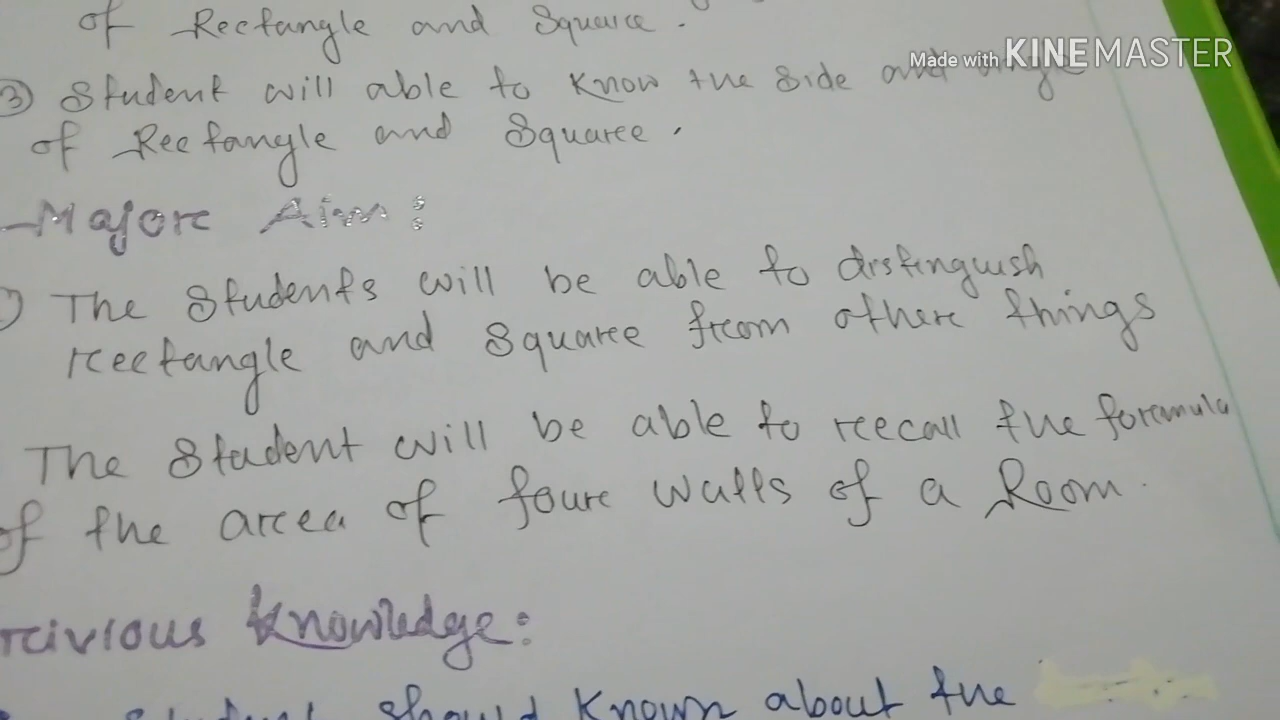 of Rectangle and Square.
Made with KINEMASTER
③ Student will able to know the side and angle
of Rectangle and Square.
Major Aim:
The Students will be able to distinguish
rectangle and square from other things
The Student will be able to recall the formula
of the area of four walls of a Room.
Knowledge:
Student should known about the